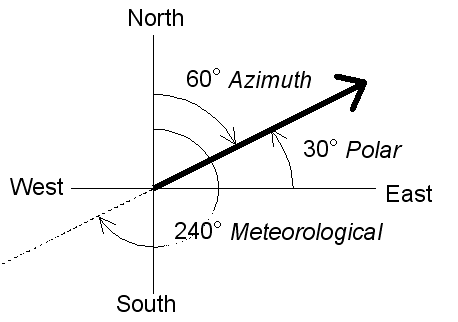 North
60° Azimuth
30° Polar
West
East
240° Meteorological
South